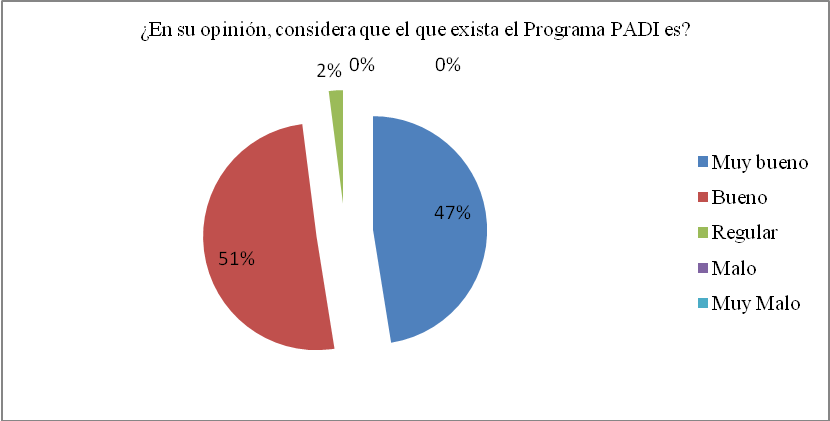 ¿En su opinión, considera que el que exista el Programa PADI es?
2% 0% 0%
47%
51%
Muy bueno
Bueno
Regular
Malo
Muy Malo